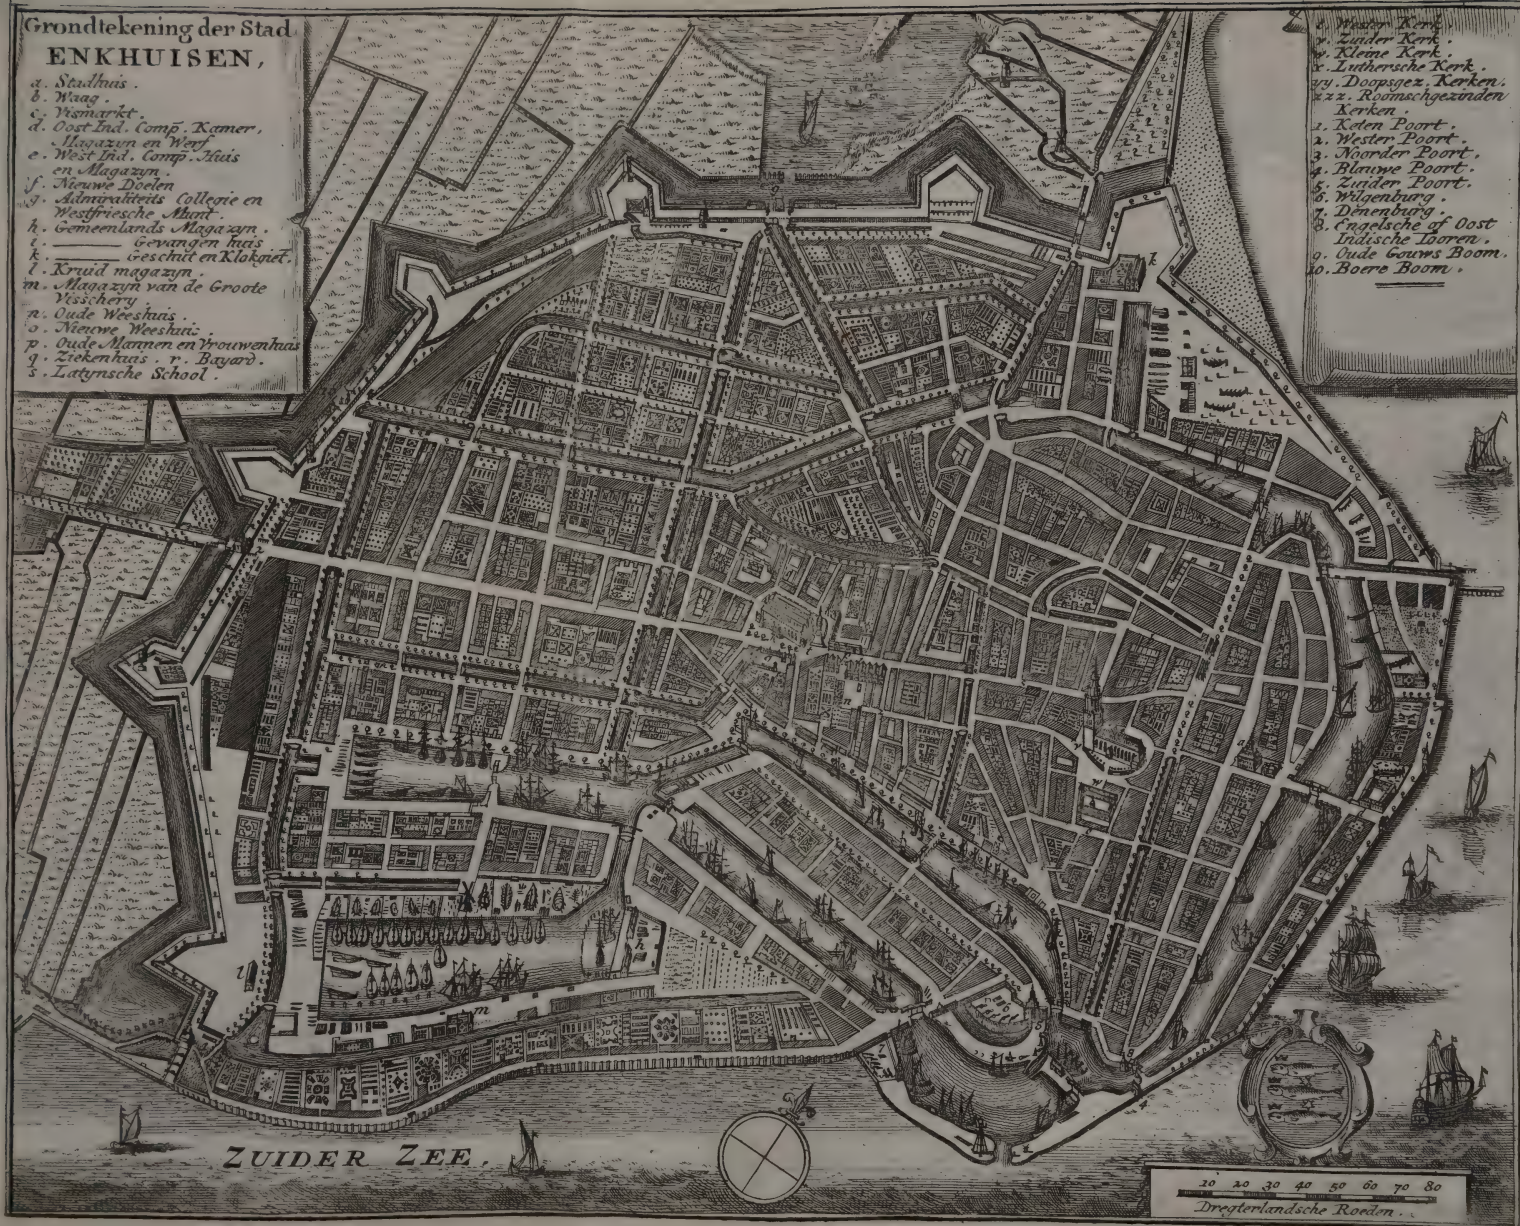 Grondtekening der Stad
ENKHUISEN,
a. Stadhuis.
b. Waag.
c. Vismarkt.
d. Oost Ind. Comp. Kamer,
Magazyn en Werf
e. West Ind. Comp. Huis
en Magazyn.
f. Nieuwe Doelen
g. Admiraliteits Collegie en
Westfriesche Munt.
h. Gemeenlands Magazyn.
i. ——— Gevangen huis
k. ——— Geschut en Klokgiet.
l. Kruid magazyn.
m. Magazyn van de Groote
Visschery.
n. Oude Weeshuis.
o. Nieuwe Weeshuis.
p. Oude Mannen en Vrouwenhuis
q. Ziekenhuis. r. Bayard.
s. Latynsche School.
t. Wester Kerk.
v. Zuider Kerk.
w. Kleine Kerk.
x. Luthersche Kerk.
yy. Doopsgez. Kerken.
zzz. Roomschgezinden
Kerken
1. Keten Poort.
2. Wester Poort.
3. Noorder Poort.
4. Blauwe Poort.
5. Zuider Poort.
6. Wilgenburg.
7. Denenburg.
8. Engelsche of Oost
Indische Tooren.
9. Oude Gouws Boom.
10. Boere Boom.
k
n
h
l
m
ZUIDER ZEE.
10 20 30 40 50 60 70 80
Dregterlandsche Roeden.